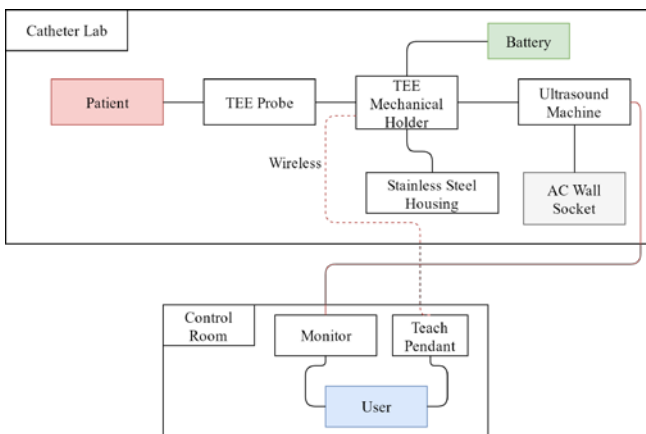 Catheter Lab
Battery
Patient
TEE Probe
TEE
Mechanical
Holder
Ultrasound
Machine
Wireless
Stainless Steel
Housing
AC Wall
Socket
Control
Room
Monitor
Teach
Pendant
User